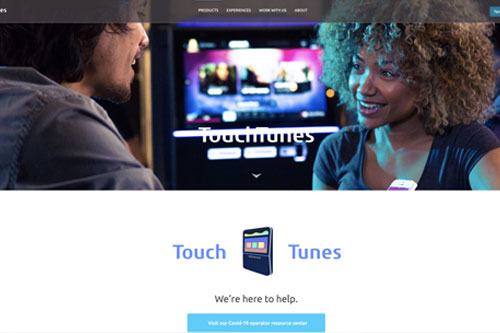 es
PRODUCTS EXPERIENCES WORK WITH US ABOUT
TouchTunes
Touch Tunes
We're here to help.
Visit our Covid-19 operator resource center